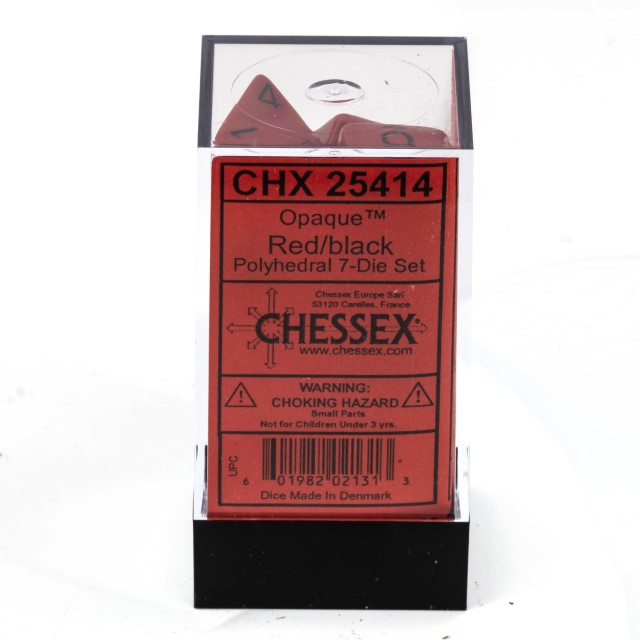 4
CHX 25414
Opaque™
Red/black
Polyhedral 7-Die Set
Chessex Europe Sarl
53120 Carelles, France
CHESSEX®
www.chessex.com
WARNING:
CHOKING HAZARD
Small Parts
Not for Children Under 3 yrs.
UPC
6 01982 02131 3
Dice Made In Denmark